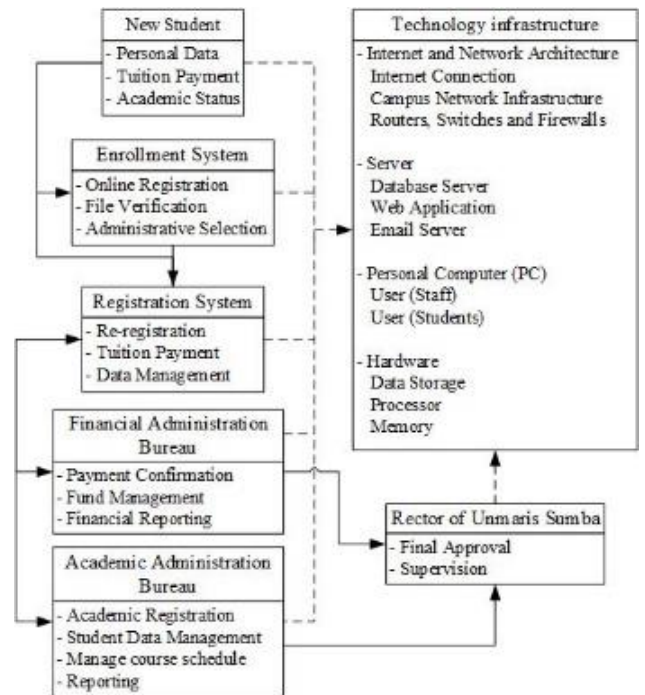 New Student
- Personal Data
- Tuition Payment
- Academic Status
Enrollment System
- Online Registration
- File Verification
- Administrative Selection
Registration System
- Re-registration
- Tuition Payment
- Data Management
Financial Administration
Bureau
- Payment Confirmation
- Fund Management
- Financial Reporting
Academic Administration
Bureau
- Academic Registration
- Student Data Management
- Manage course schedule
- Reporting
Technology infrastructure
- Internet and Network Architecture
Internet Connection
Campus Network Infrastructure
Routers, Switches and Firewalls
- Server
Database Server
Web Application
Email Server
- Personal Computer (PC)
User (Staff)
User (Students)
- Hardware
Data Storage
Processor
Memory
Rector of Unmaris Sumba
- Final Approval
- Supervision